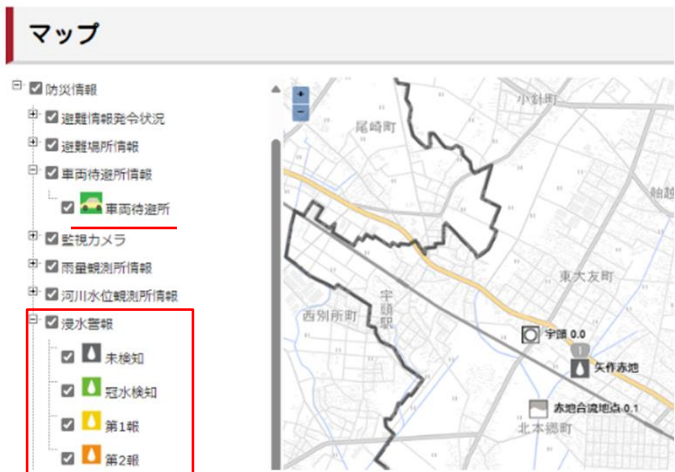 マップ
防災情報
避難情報発令状況
避難場所情報
車両待避所情報
車両待避所
監視カメラ
雨量観測所情報
河川水位観測所情報
浸水警報
未検知
冠水検知
第1報
第2報
小針町
尾崎町
東大友町
宇頭駅
西別所町
宇頭 0.0
1
矢作赤地
赤地合流地点-0.1
北本郷町